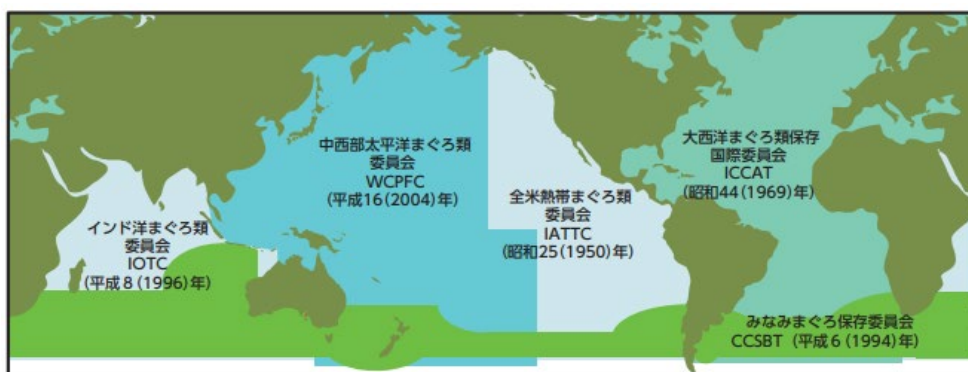 中西部太平洋まぐろ類
委員会
WCPFC
(平成16(2004)年)
大西洋まぐろ類保存
国際委員会
ICCAT
(昭和44(1969)年)
全米熱帯まぐろ類
委員会
IATTC
(昭和25(1950)年)
インド洋まぐろ類
委員会
IOTC
(平成8(1996)年)
みなみまぐろ保存委員会
CCSBT (平成6(1994)年)